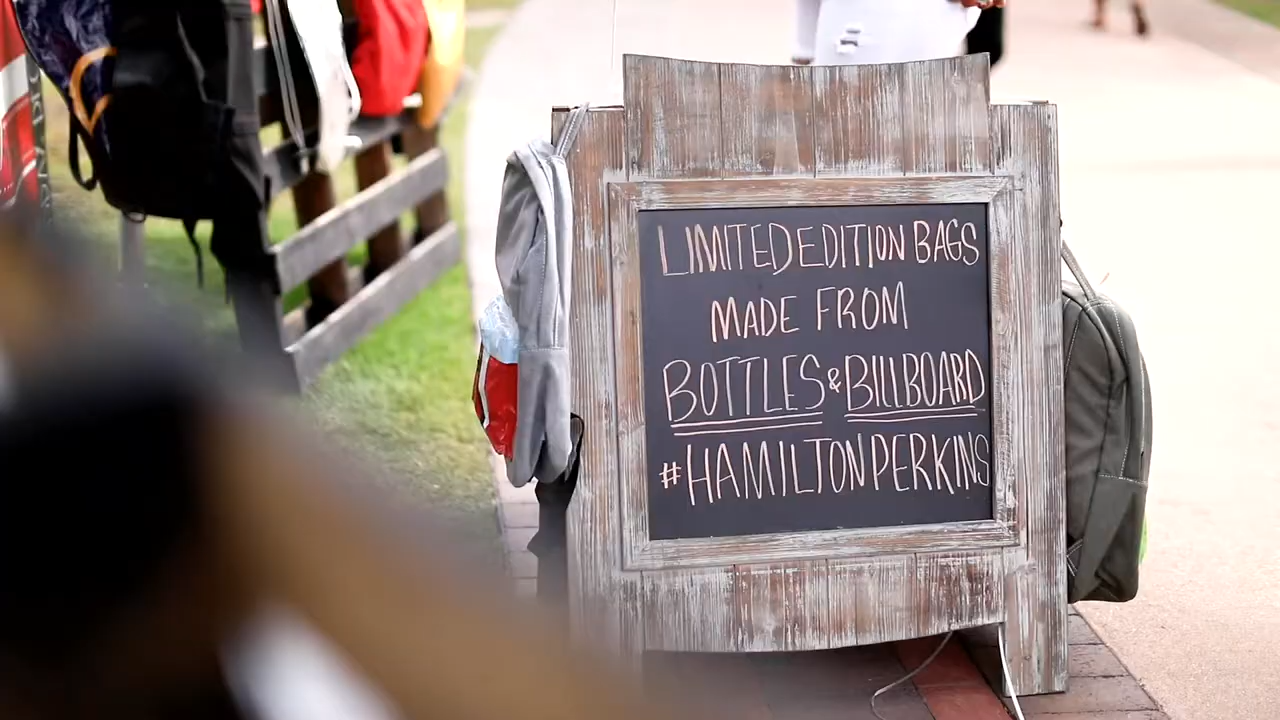 LIMITED EDITION BAGS
MADE FROM
BOTTLES & BILLBOARD
#HAMILTONPERKINS